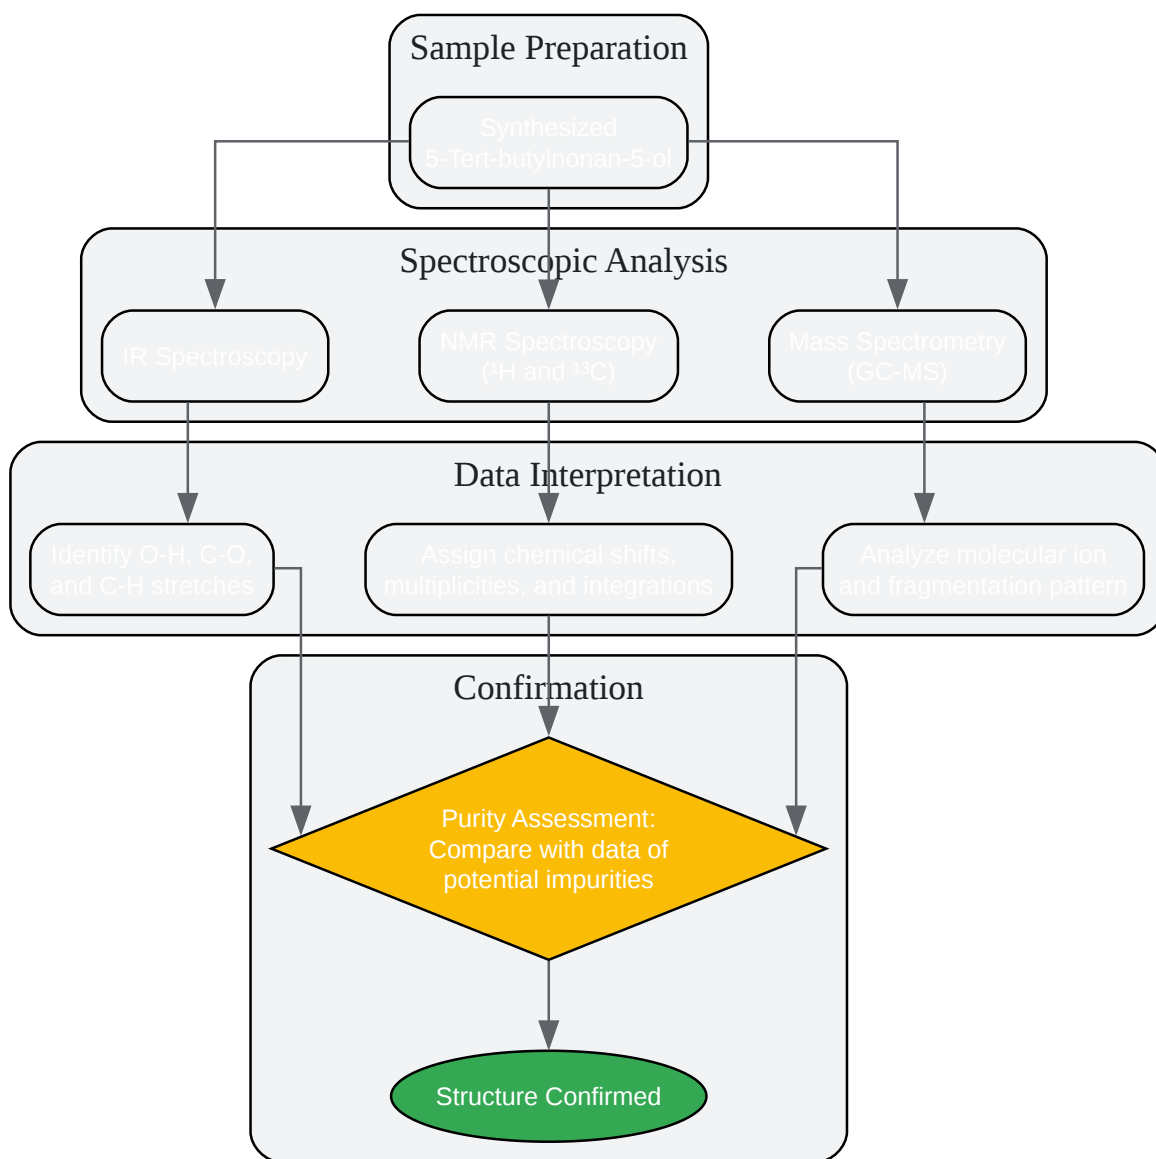 Sample Preparation
Synthesized
5-Tert-butylnonan-5-ol
Spectroscopic Analysis
IR Spectroscopy
NMR Spectroscopy
(¹H and ¹³C)
Mass Spectrometry
(GC-MS)
Data Interpretation
Identify O-H, C-O,
and C-H stretches
Assign chemical shifts,
multiplicities, and integrations
Analyze molecular ion
and fragmentation pattern
Confirmation
Purity Assessment:
Compare with data of
potential impurities
Structure Confirmed